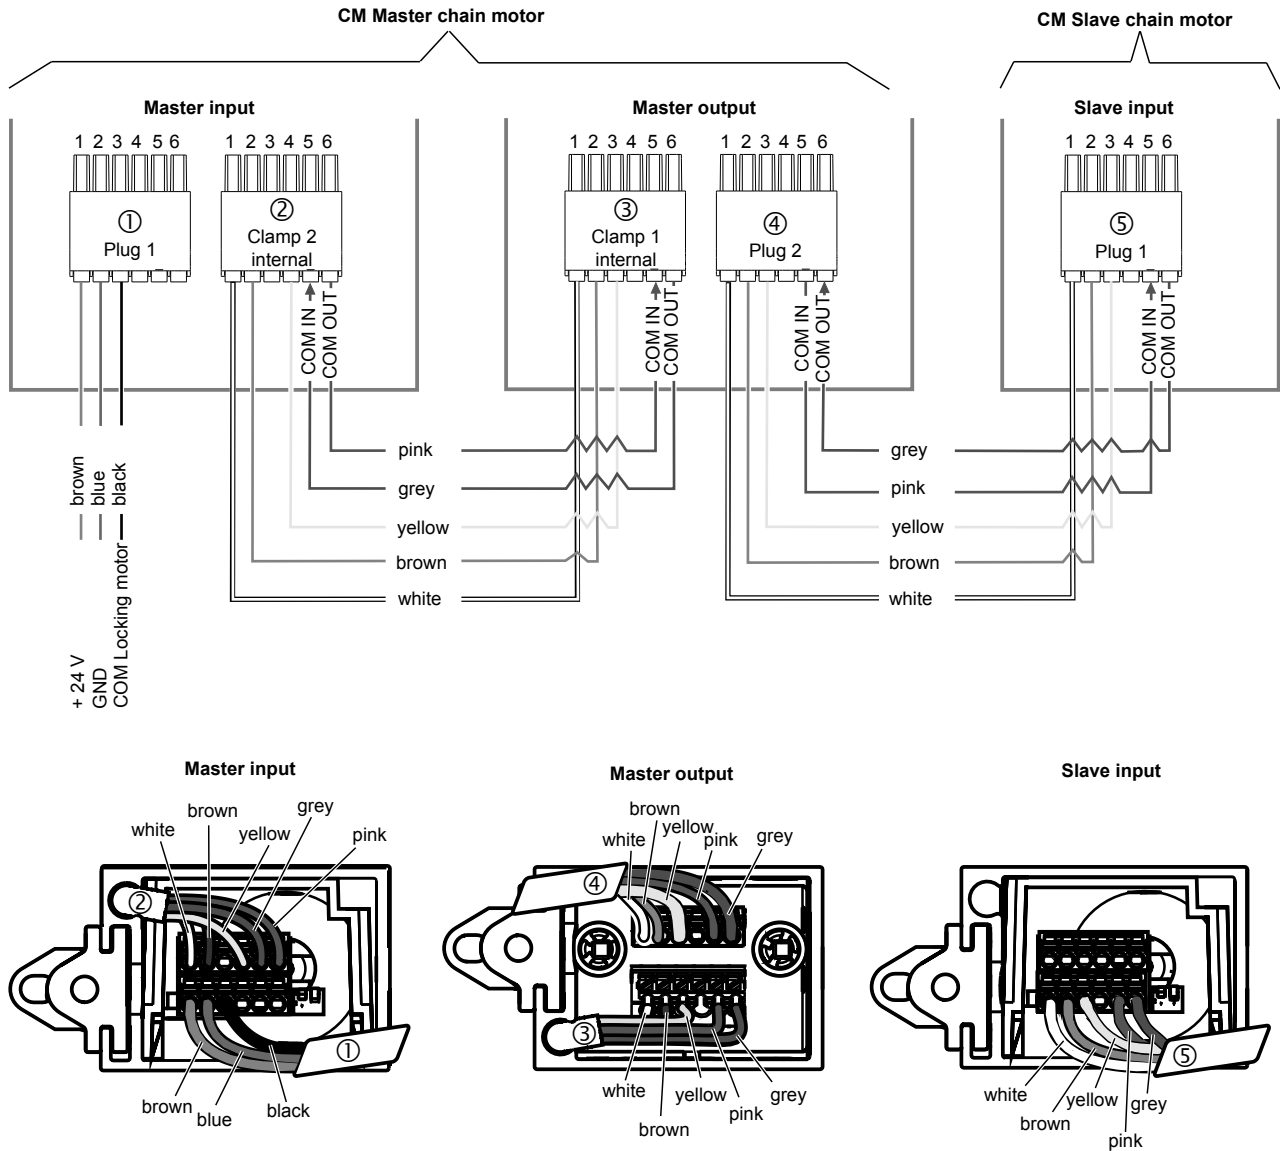 CM Master chain motor
CM Slave chain motor
Master input
Master output
Slave input
1 2 3 4 5 6
1 2 3 4 5 6
1 2 3 4 5 6
1 2 3 4 5 6
1 2 3 4 5 6
① Plug 1
② Clamp 2
internal
③ Clamp 1
internal
④ Plug 2
⑤ Plug 1
COM IN
COM OUT
COM IN
COM OUT
COM IN
COM OUT
COM IN
COM OUT
pink
grey
yellow
brown
white
grey
pink
yellow
brown
white
brown
blue
black
+ 24 V
GND
COM Locking motor
Master input
brown
grey
white
yellow
pink
②
①
brown
blue
black
Master output
brown
yellow
white
pink
grey
④
③
white
yellow
grey
pink
brown
Slave input
⑤
white
yellow
grey
brown
pink